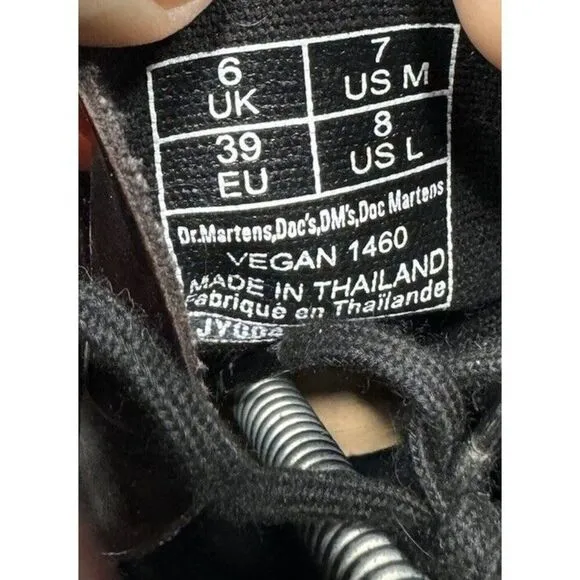 6 UK
7 US M
39 EU
8 US L
Dr.Martens,Doc's,DM's,Doc Martens
VEGAN 1460
MADE IN THAILAND
Fabriqué en Thaïlande